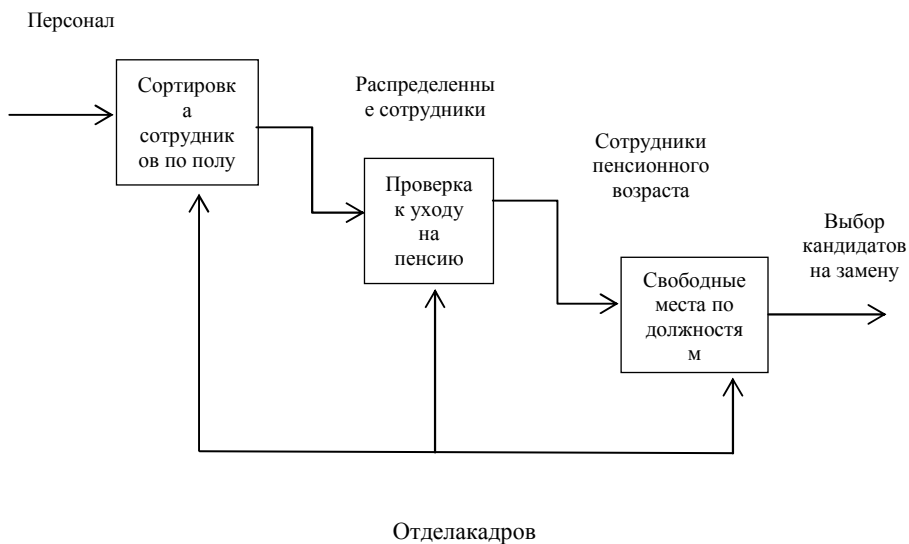 Персонал
Сортировк
а
сотрудник
ов по полу
Распределенны
е сотрудники
Проверка
к уходу
на
пенсию
Сотрудники
пенсионного
возраста
Свободные
места по
должностя
м
Выбор
кандидатов
на замену
Отделакадров